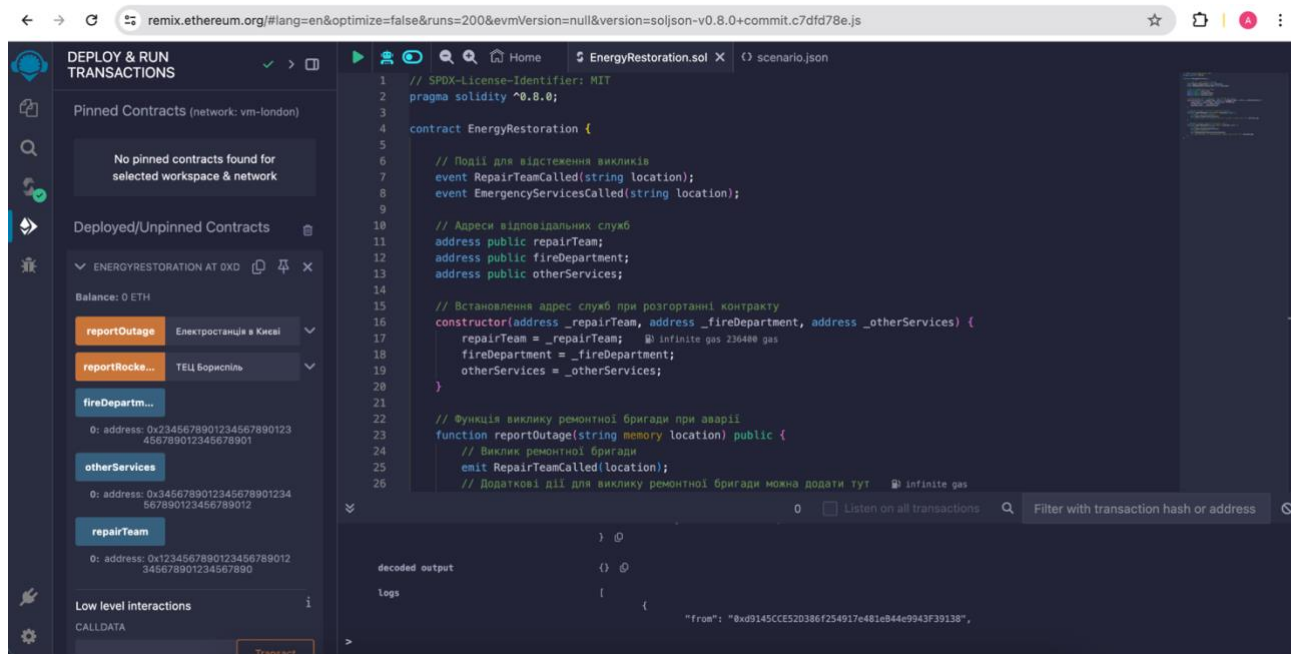 remix.ethereum.org/#lang=en&optimize=false&runs=200&evmVersion=null&version=soljson-v0.8.0+commit.c7dfd78e.js
A
DEPLOY & RUN
TRANSACTIONS
Pinned Contracts (network: vm-london)
No pinned contracts found for
selected workspace & network
Deployed/Unpinned Contracts
ENERGYRESTORATION AT 0XD
Balance: 0 ETH
reportOutage Електростанція в Києві
reportRocke... ТЕЦ Бориспіль
fireDepartm...
0: address: 0x2345678901234567890123
456789012345678901
otherServices
0: address: 0x3456789012345678901234
567890123456789012
repairTeam
0: address: 0x1234567890123456789012
345678901234567890
Low level interactions i
CALLDATA
Transact
Home EnergyRestoration.sol scenario.json
1 // SPDX-License-Identifier: MIT
2 pragma solidity ^0.8.0;
3
4 contract EnergyRestoration {
5
6 // Події для відстеження викликів
7 event RepairTeamCalled(string location);
8 event EmergencyServicesCalled(string location);
9
10 // Адреси відповідальних служб
11 address public repairTeam;
12 address public fireDepartment;
13 address public otherServices;
14
15 // Встановлення адрес служб при розгортанні контракту
16 constructor(address _repairTeam, address _fireDepartment, address _otherServices) {
17 repairTeam = _repairTeam; infinite gas 236400 gas
18 fireDepartment = _fireDepartment;
19 otherServices = _otherServices;
20 }
21
22 // Функція виклику ремонтної бригади при аварії
23 function reportOutage(string memory location) public {
24 // Виклик ремонтної бригади
25 emit RepairTeamCalled(location);
26 // Додаткові дії для виклику ремонтної бригади можна додати тут infinite gas
0 Listen on all transactions Filter with transaction hash or address
}
decoded output {}
logs [
{
"from": "0xd9145CCE52D386f254917e481eB44e9943F39138",
>